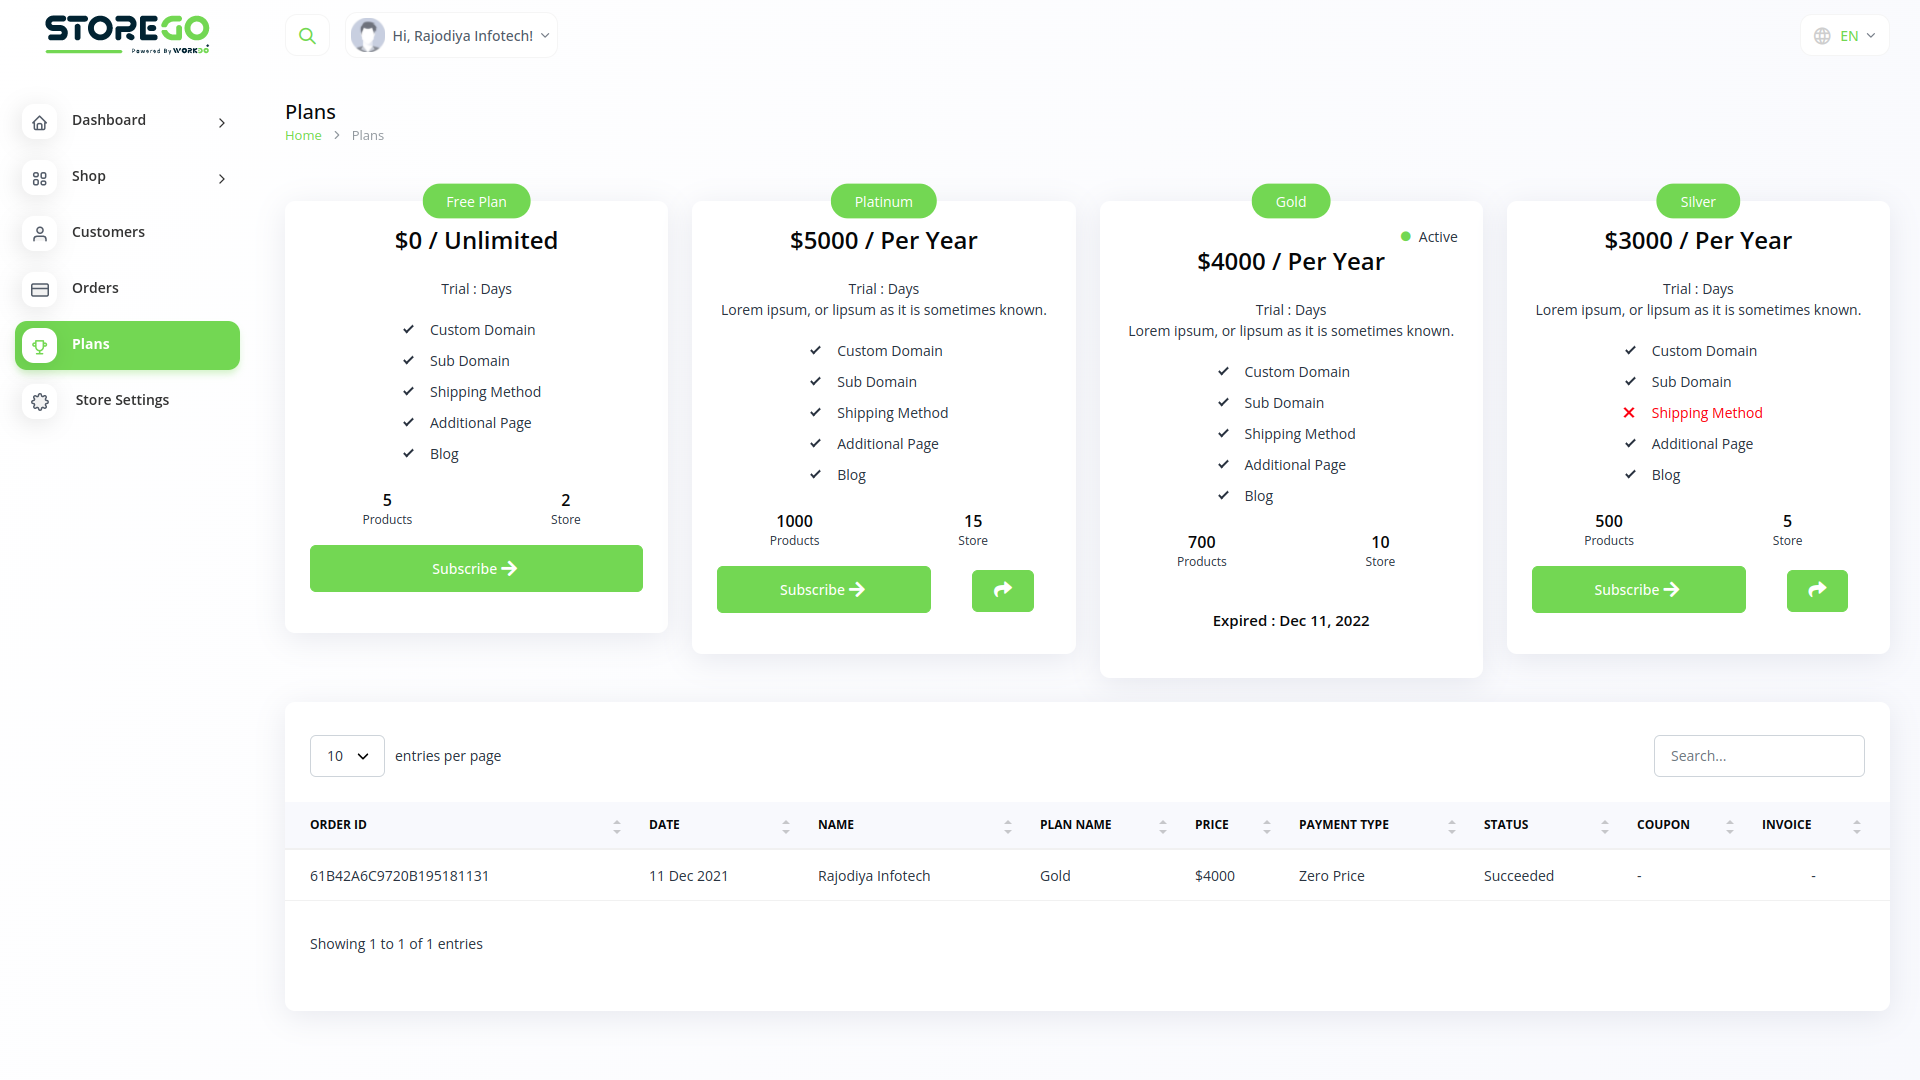 STOREGO
Powered By WORKGO
Hi, Rajodiya Infotech!
EN
Dashboard
Shop
Customers
Orders
Plans
Store Settings
Plans
Home > Plans
Free Plan
$0 / Unlimited
Trial : Days
Custom Domain
Sub Domain
Shipping Method
Additional Page
Blog
5
Products
2
Store
Subscribe
Platinum
$5000 / Per Year
Trial : Days
Lorem ipsum, or lipsum as it is sometimes known.
Custom Domain
Sub Domain
Shipping Method
Additional Page
Blog
1000
Products
15
Store
Subscribe
Gold
Active
$4000 / Per Year
Trial : Days
Lorem ipsum, or lipsum as it is sometimes known.
Custom Domain
Sub Domain
Shipping Method
Additional Page
Blog
700
Products
10
Store
Expired : Dec 11, 2022
Silver
$3000 / Per Year
Trial : Days
Lorem ipsum, or lipsum as it is sometimes known.
Custom Domain
Sub Domain
Shipping Method
Additional Page
Blog
500
Products
5
Store
Subscribe
10 entries per page
Search...
ORDER ID DATE NAME PLAN NAME PRICE PAYMENT TYPE STATUS COUPON INVOICE
61B42A6C9720B195181131 11 Dec 2021 Rajodiya Infotech Gold $4000 Zero Price Succeeded - -
Showing 1 to 1 of 1 entries